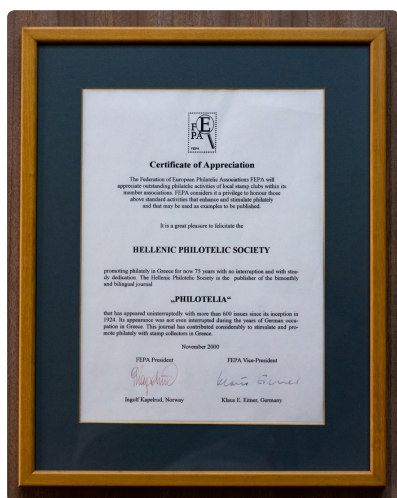 FEPA
FEPA
Certificate of Appreciation
The Federation of European Philatelic Associations FEPA will
appreciate outstanding philatelic activities of local stamp clubs within its
member associations. FEPA considers it a privilege to honour those
above standard activities that enhance and stimulate philately
and that may be used as examples to be published.
It is a great pleasure to felicitate the
HELLENIC PHILOTELIC SOCIETY
promoting philately in Greece for now 75 years with no interruption and with stea-
dy dedication. The Hellenic Philotelic Society is the publisher of the bimonthly
and bilingual journal
„PHILOTELIA“
that has appeared uninterruptedly with more than 600 issues since its inception in
1924. Its appearance was not even interrupted during the years of German occu-
pation in Greece. This journal has contributed considerably to stimulate and pro-
mote philately with stamp collectors in Greece.
November 2000
FEPA President FEPA Vice-President
Klaus Eitner
Ingolf Kapelrud, Norway Klaus E. Eitner, Germany